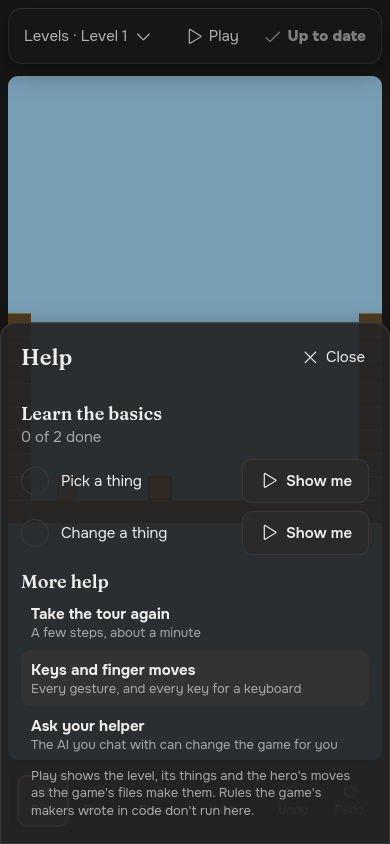 Levels · Level 1
Play
Up to date
Help
Close
Learn the basics
0 of 2 done
Pick a thing
Show me
Change a thing
Show me
More help
Take the tour again
A few steps, about a minute
Keys and finger moves
Every gesture, and every key for a keyboard
Ask your helper
The AI you chat with can change the game for you
Play shows the level, its things and the hero's moves
as the game's files make them. Rules the game's
makers wrote in code don't run here.
Undo
Redo